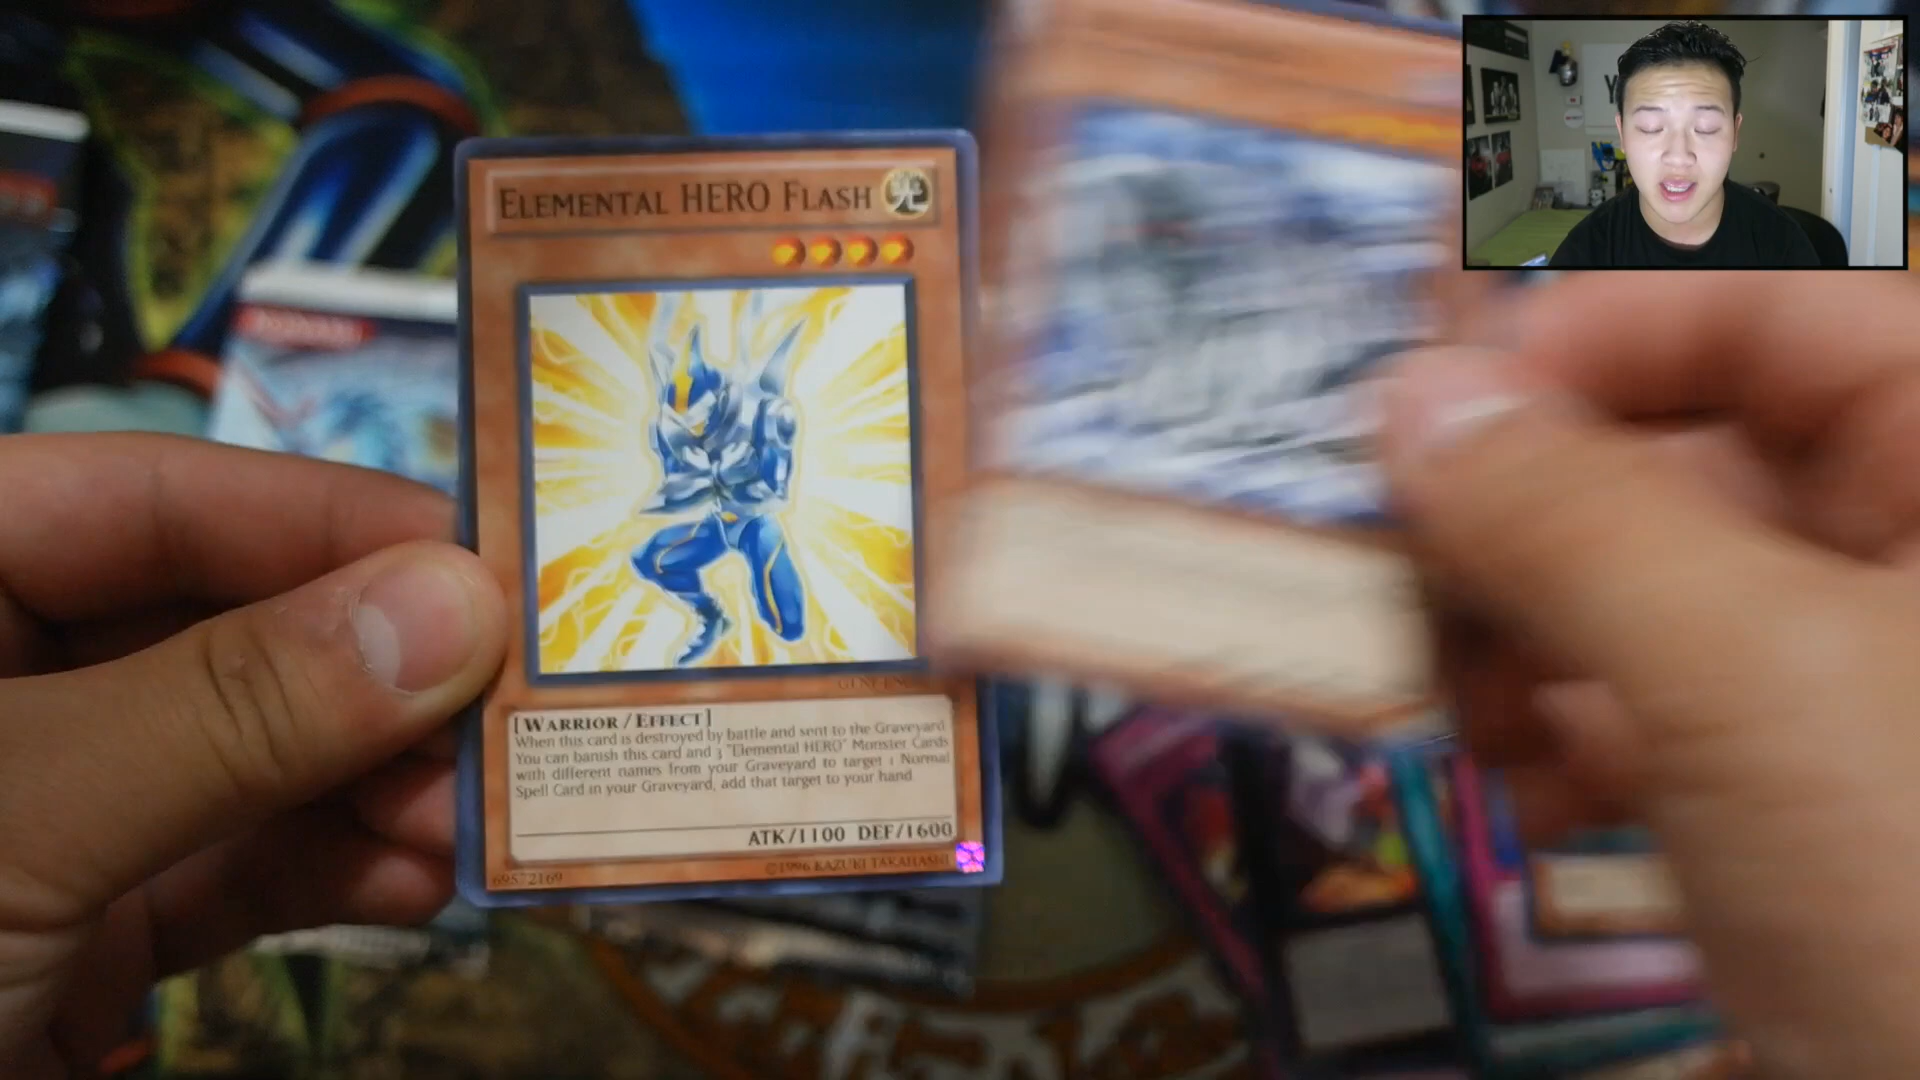 ELEMENTAL HERO FLASH
光
[WARRIOR/EFFECT]
When this card is destroyed by battle and sent to the Graveyard:
You can banish this card and 3 "Elemental HERO" Monster Cards
with different names from your Graveyard to target 1 Normal
Spell Card in your Graveyard; add that target to your hand.
ATK/1100 DEF/1600
69572169
©1996 KAZUKI TAKAHASHI
KONAMI
Y